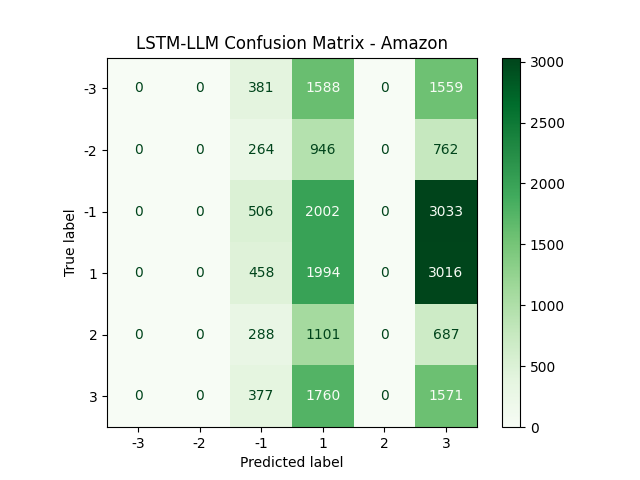 LSTM-LLM Confusion Matrix - Amazon
True label
-3 0 0 381 1588 0 1559
-2 0 0 264 946 0 762
-1 0 0 506 2002 0 3033
1 0 0 458 1994 0 3016
2 0 0 288 1101 0 687
3 0 0 377 1760 0 1571
-3 -2 -1 1 2 3
Predicted label
3000
2500
2000
1500
1000
500
0